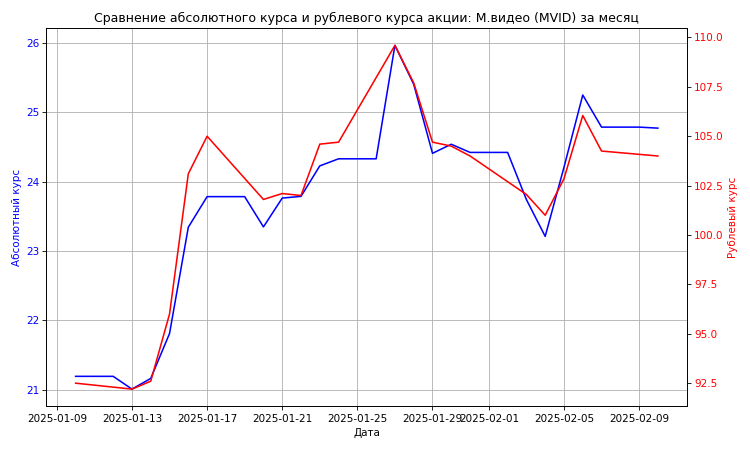 Сравнение абсолютного курса и рублевого курса акции: М.видео (MVID) за месяц
26
25
24
23
22
21
Абсолютный курс
110.0
107.5
105.0
102.5
100.0
97.5
95.0
92.5
Рублевый курс
2025-01-09 2025-01-13 2025-01-17 2025-01-21 2025-01-25 2025-01-29 2025-02-01 2025-02-05 2025-02-09
Дата